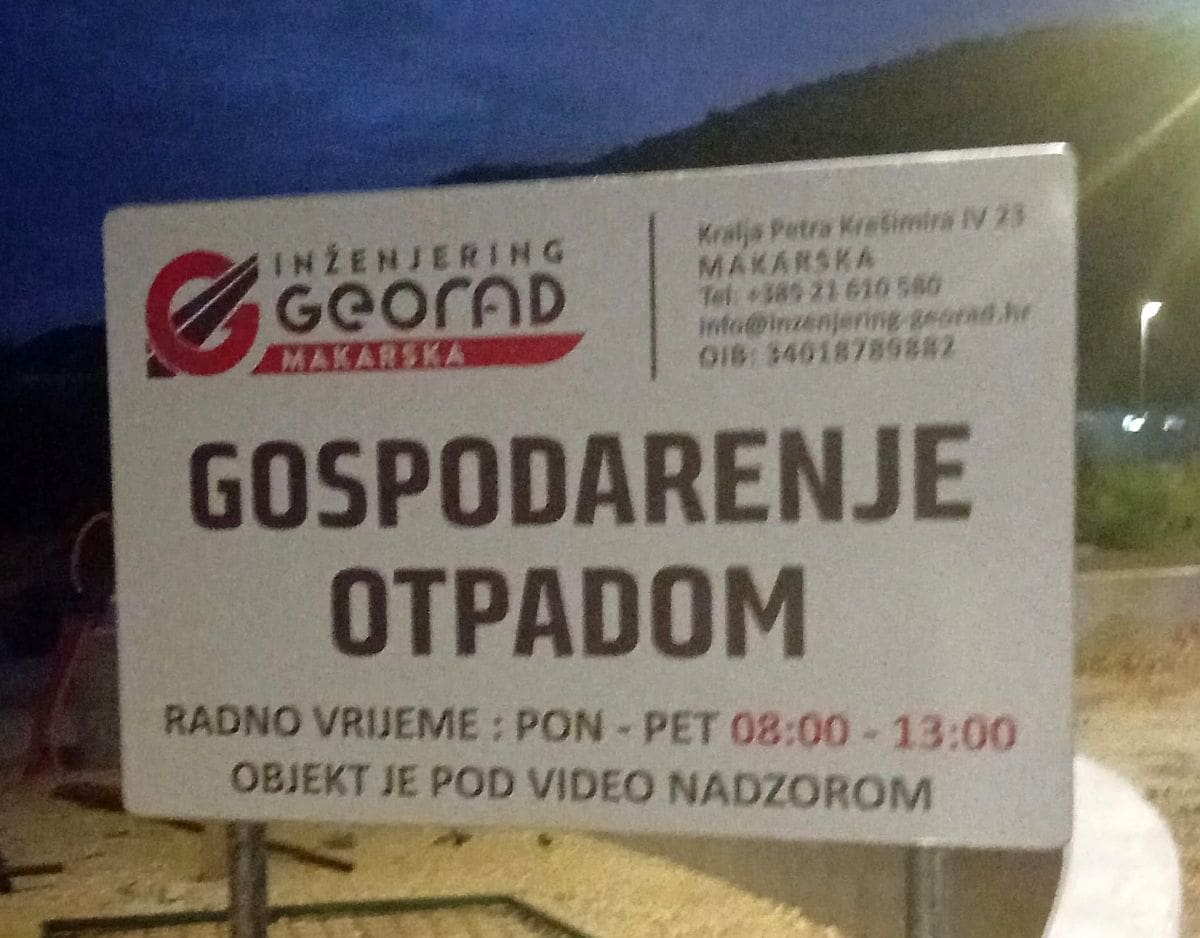 INŽENJERING
GEORAD
MAKARSKA
Kralja Petra Krešimira IV 23
MAKARSKA
Tel: +385 21 610 580
info@inzenjering-georad.hr
OIB: 34018789882
GOSPODARENJE
OTPADOM
RADNO VRIJEME : PON - PET 08:00 - 13:00
OBJEKT JE POD VIDEO NADZOROM